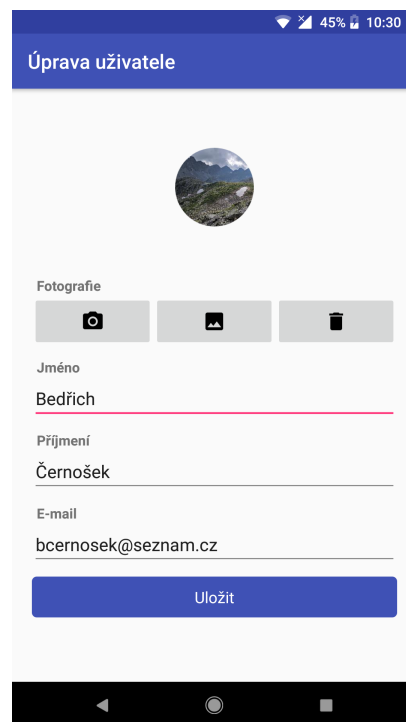 45% 10:30
Úprava uživatele
Fotografie
Jméno
Bedřich
Příjmení
Černošek
E-mail
bcernosek@seznam.cz
Uložit